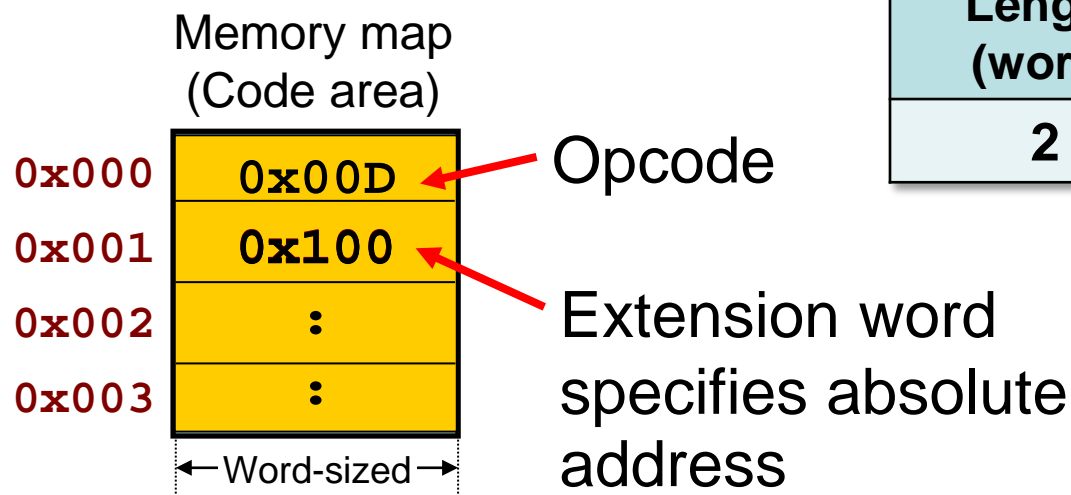 Memory map
(Code area)
0x000 0x00D
0x001 0x100
0x002 :
0x003 :
Word-sized
Opcode
Extension word
specifies absolute
address
2